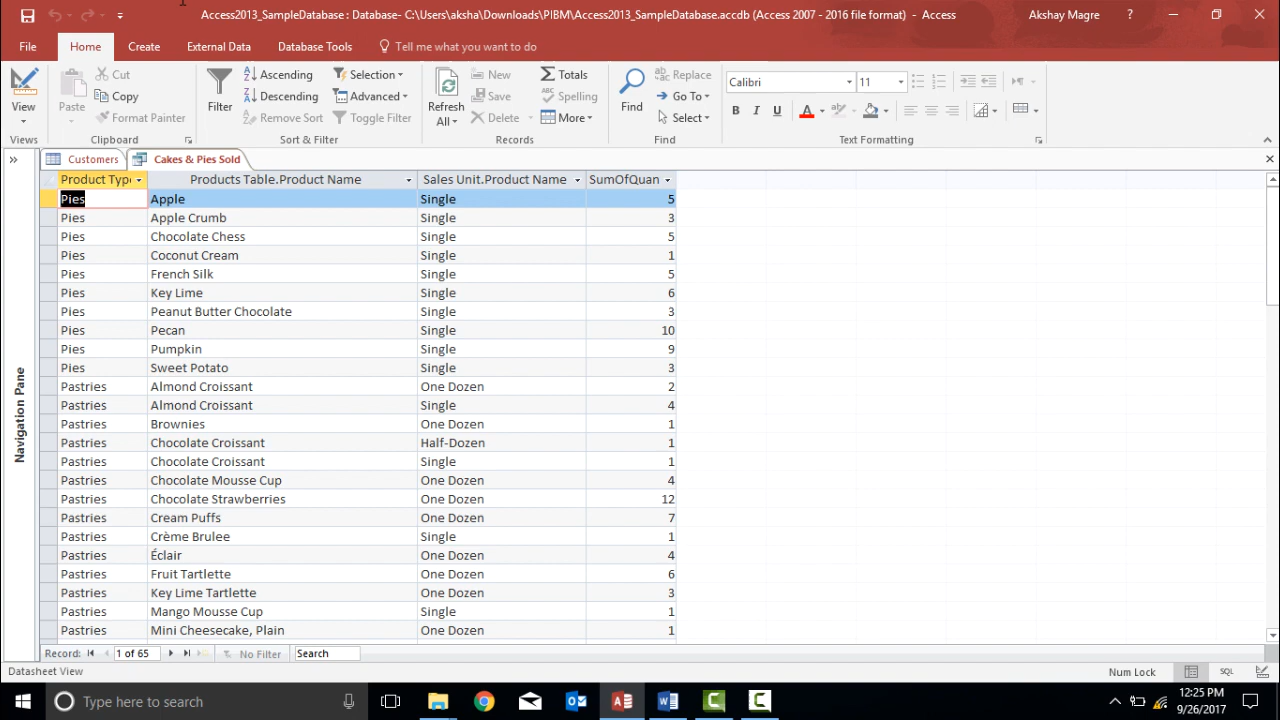 Access2013_SampleDatabase : Database- C:\Users\aksha\Downloads\PIBM\Access2013_SampleDatabase.accdb (Access 2007 - 2016 file format) - Access
Akshay Magre
?
File Home Create External Data Database Tools Tell me what you want to do
View
Views
Paste
Cut
Copy
Format Painter
Clipboard
Filter
Ascending
Descending
Remove Sort
Selection
Advanced
Toggle Filter
Sort & Filter
Refresh
All
New
Save
Delete
Totals
Spelling
More
Records
Find
Replace
Go To
Select
Find
Calibri 11
B I U A
Text Formatting
Customers Cakes & Pies Sold
Navigation Pane
Product Typ Products Table.Product Name Sales Unit.Product Name SumOfQuan
Pies Apple Single 5
Pies Apple Crumb Single 3
Pies Chocolate Chess Single 5
Pies Coconut Cream Single 1
Pies French Silk Single 5
Pies Key Lime Single 6
Pies Peanut Butter Chocolate Single 3
Pies Pecan Single 10
Pies Pumpkin Single 9
Pies Sweet Potato Single 3
Pastries Almond Croissant One Dozen 2
Pastries Almond Croissant Single 4
Pastries Brownies One Dozen 1
Pastries Chocolate Croissant Half-Dozen 1
Pastries Chocolate Croissant Single 1
Pastries Chocolate Mousse Cup One Dozen 4
Pastries Chocolate Strawberries One Dozen 12
Pastries Cream Puffs One Dozen 7
Pastries Crème Brulee Single 1
Pastries Éclair One Dozen 4
Pastries Fruit Tartlette One Dozen 6
Pastries Key Lime Tartlette One Dozen 3
Pastries Mango Mousse Cup Single 1
Pastries Mini Cheesecake, Plain One Dozen 1
Record: 1 of 65 No Filter Search
Datasheet View Num Lock SQL
Type here to search
12:25 PM
9/26/2017